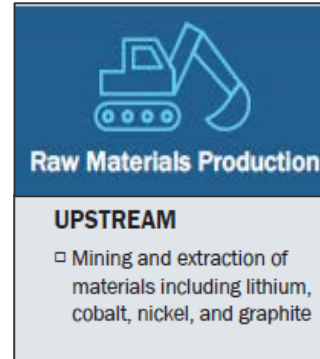 Raw Materials Production
UPSTREAM
□ Mining and extraction of
materials including lithium,
cobalt, nickel, and graphite